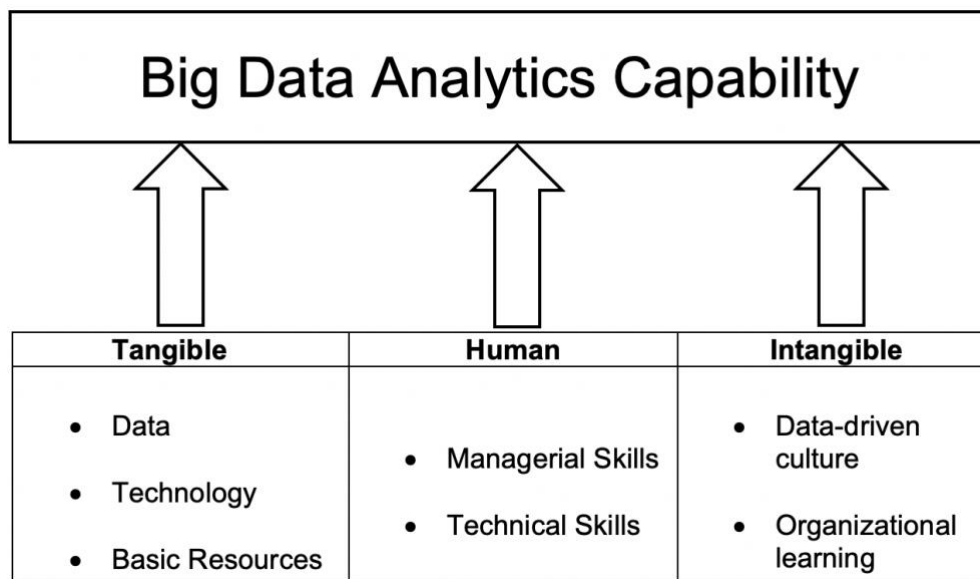 Big Data Analytics Capability
Tangible
Human
Intangible
• Data
• Technology
• Basic Resources
• Managerial Skills
• Technical Skills
• Data-driven
culture
• Organizational
learning